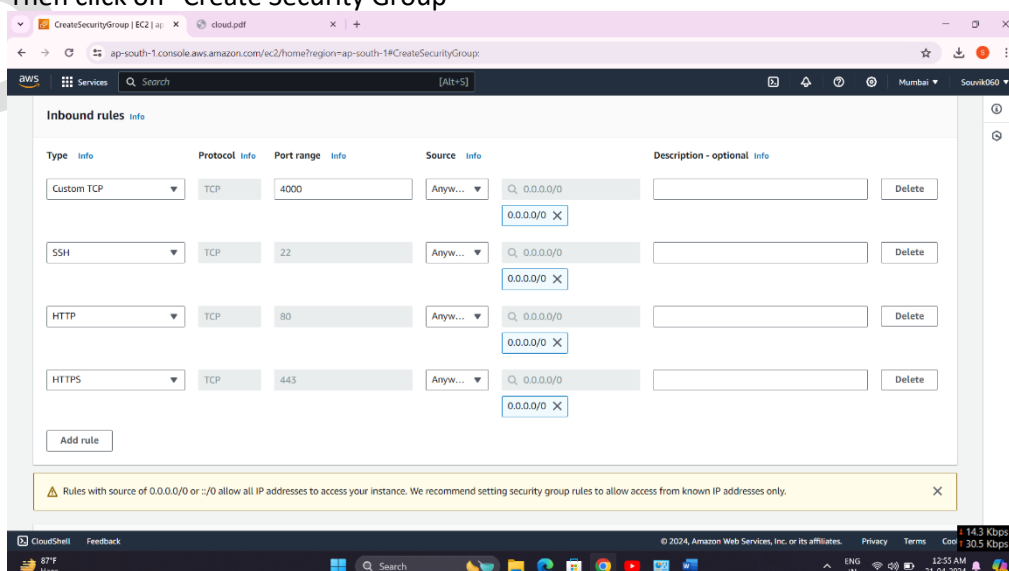 Then click on "Create Security Group"
CreateSecurityGroup | EC2 | ap
cloud.pdf
ap-south-1.console.aws.amazon.com/ec2/home?region=ap-south-1#CreateSecurityGroup:
aws Services Search [Alt+S] Mumbai Souvik060
Inbound rules Info
Type Info Protocol Info Port range Info Source Info Description - optional Info
Custom TCP TCP 4000 Anyw... 0.0.0.0/0 Delete
0.0.0.0/0
SSH TCP 22 Anyw... 0.0.0.0/0 Delete
0.0.0.0/0
HTTP TCP 80 Anyw... 0.0.0.0/0 Delete
0.0.0.0/0
HTTPS TCP 443 Anyw... 0.0.0.0/0 Delete
0.0.0.0/0
Add rule
Rules with source of 0.0.0.0/0 or ::/0 allow all IP addresses to access your instance. We recommend setting security group rules to allow access from known IP addresses only.
14.3 Kbps
CloudShell Feedback © 2024, Amazon Web Services, Inc. or its affiliates. Privacy Terms Coo 30.5 Kbps
87°F Search ENG 12:55 AM
21-04-2024